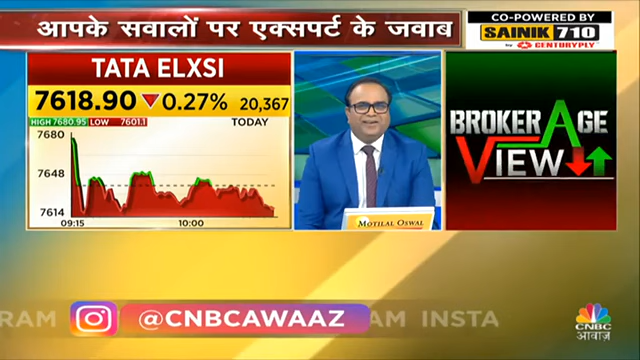 आपके सवालों पर एक्सपर्ट के जवाब
CO-POWERED BY
SAINIK 710
by CENTURYPLY
TATA ELXSI
7618.90 ▼0.27% 20,367
HIGH 7680.95 LOW 7601.1 TODAY
7680
7648
7614
09:15 10:00
MOTILAL OSWAL
BROKERAGE
VIEW
RAM @CNBCAWAAZ AM INSTA
CNBC
आवाज़